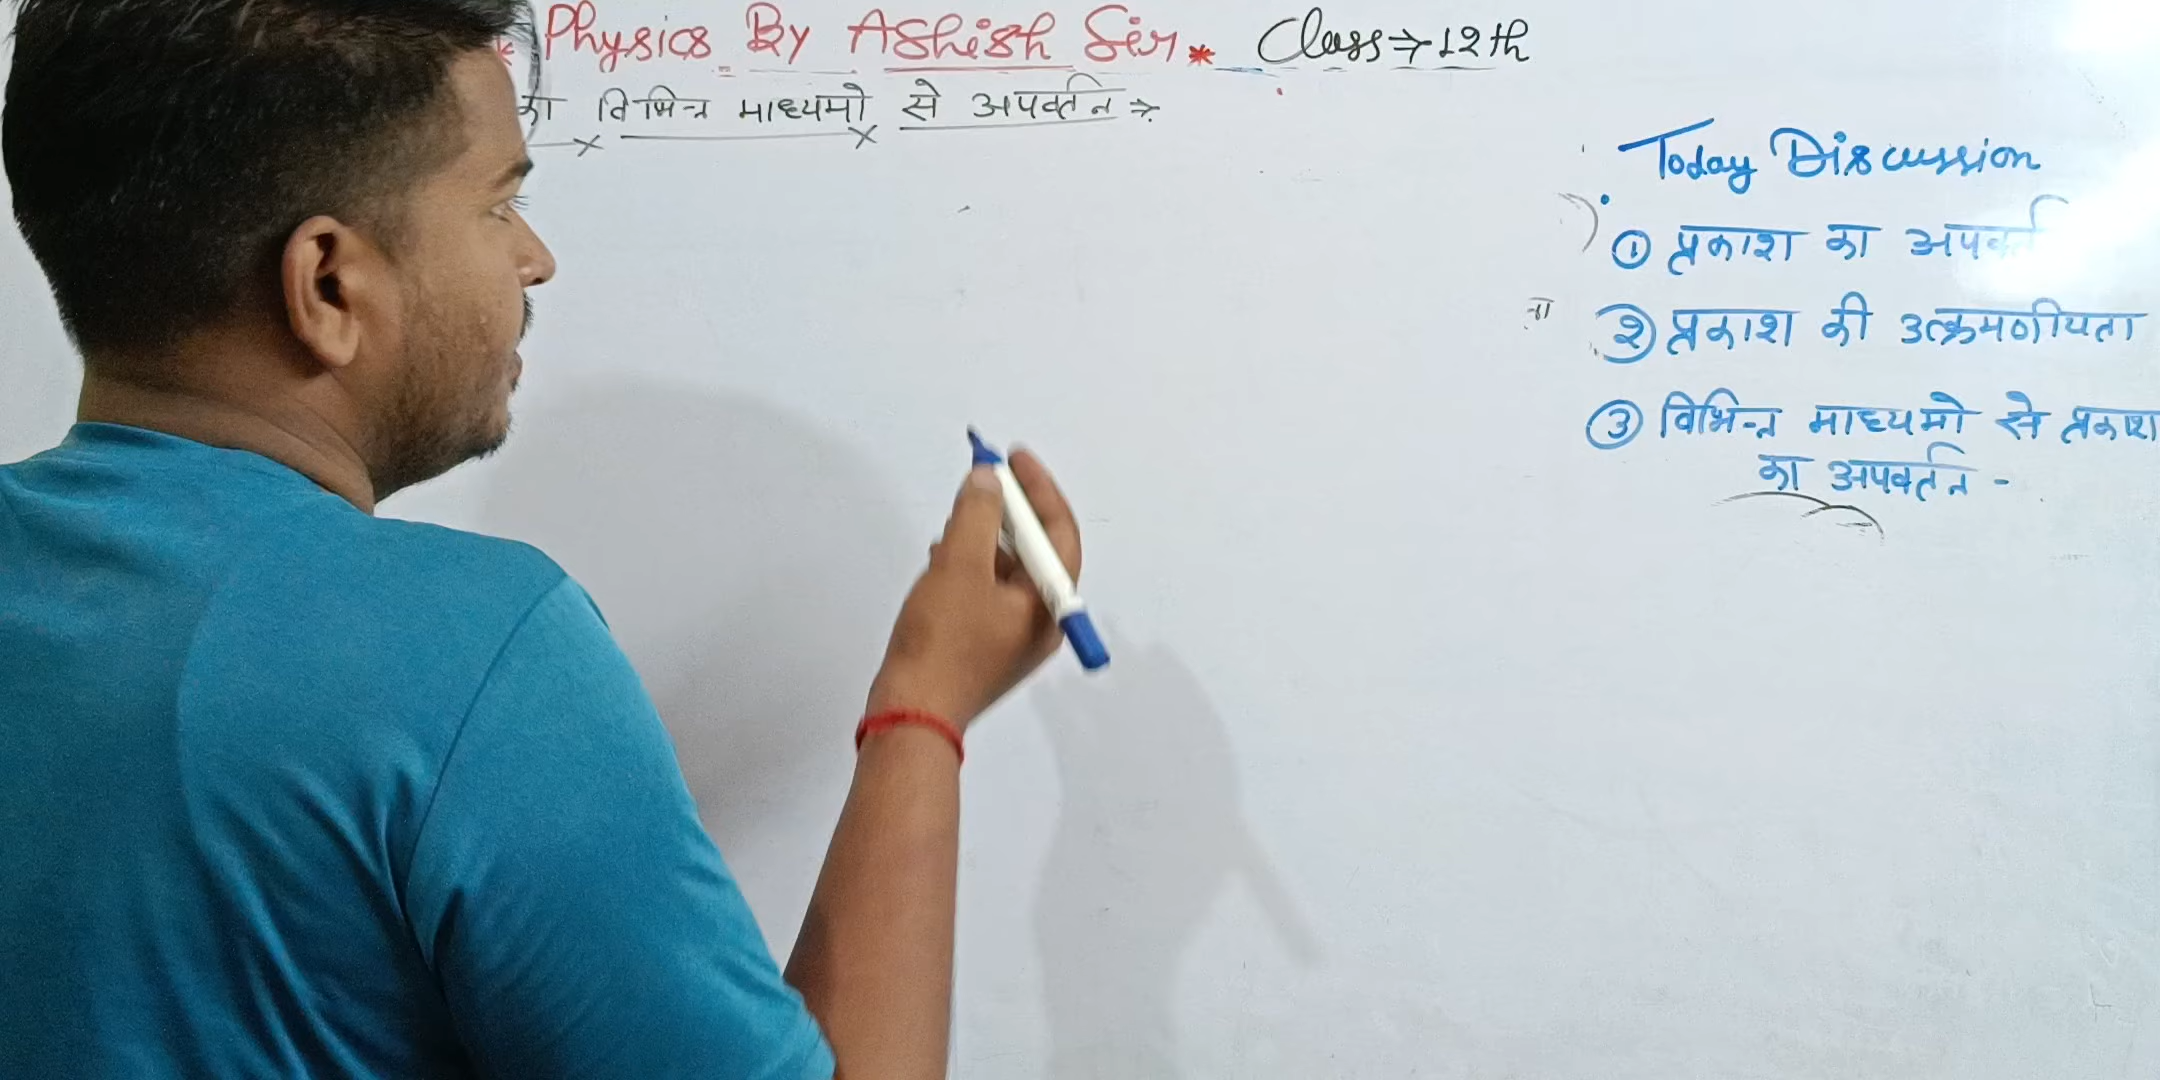 * Physics By Ashish Sir * Class ⇒ 12th
का विभिन्न माध्यमो से अपवर्तन ⇒
Today Discussion
① प्रकाश का अपवर्त
② प्रकाश की उत्क्रमणीयता
③ विभिन्न माध्यमो से प्रकाश
का अपवर्तन -